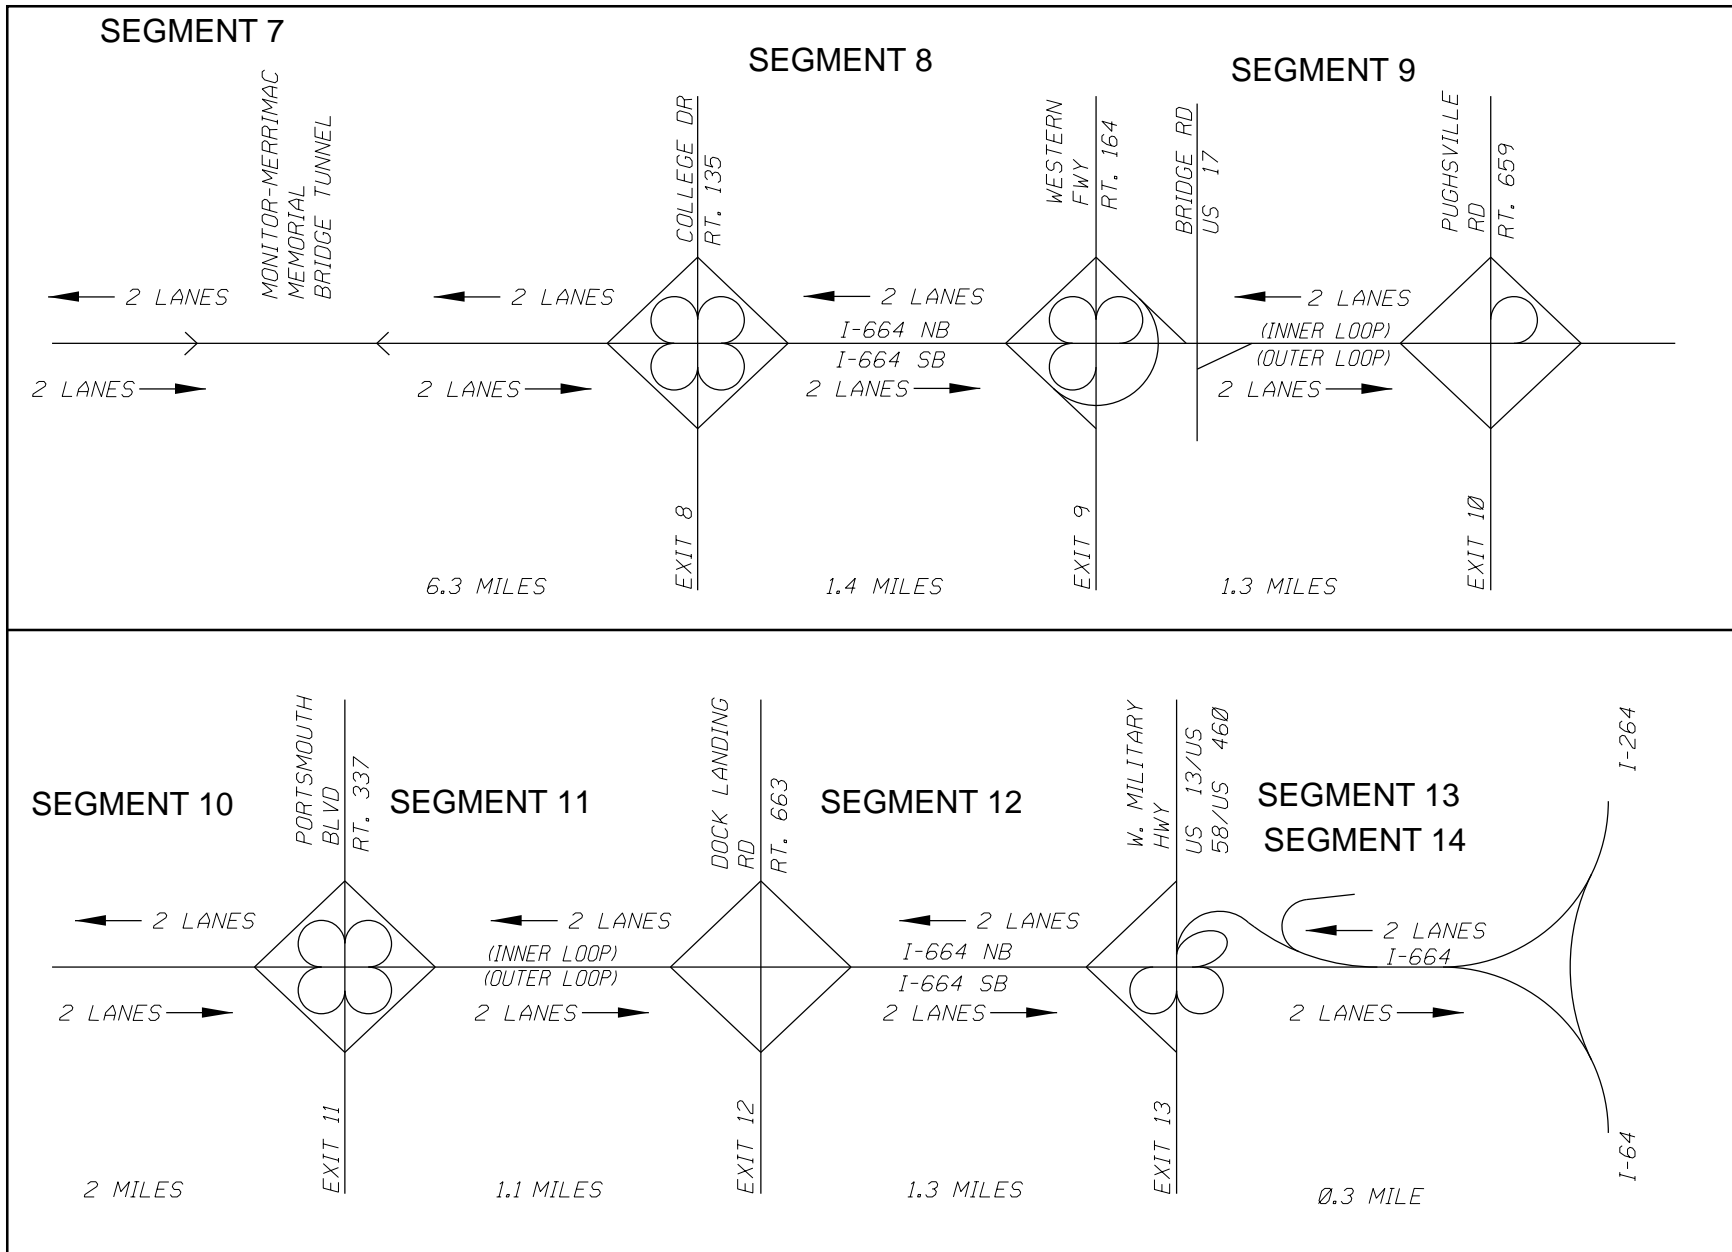 SEGMENT 7
SEGMENT 8
SEGMENT 9
MONITOR-MERRIMAC
MEMORIAL
BRIDGE TUNNEL
COLLEGE DR
RT. 135
WESTERN
FWY
RT. 164
BRIDGE RD
US 17
PUGHSVILLE
RD
RT. 659
2 LANES
2 LANES
2 LANES
2 LANES
I-664 NB
I-664 SB
(INNER LOOP)
(OUTER LOOP)
2 LANES
2 LANES
2 LANES
2 LANES
EXIT 8
EXIT 9
EXIT 10
6.3 MILES
1.4 MILES
1.3 MILES
SEGMENT 10
PORTSMOUTH
BLVD
RT. 337
SEGMENT 11
DOCK LANDING
RD
RT. 663
SEGMENT 12
W. MILITARY
HWY
US 13/US
58/US 460
SEGMENT 13
SEGMENT 14
I-264
2 LANES
2 LANES
2 LANES
2 LANES
(INNER LOOP)
(OUTER LOOP)
I-664 NB
I-664 SB
I-664
2 LANES
2 LANES
2 LANES
2 LANES
EXIT 11
EXIT 12
EXIT 13
I-64
2 MILES
1.1 MILES
1.3 MILES
0.3 MILE